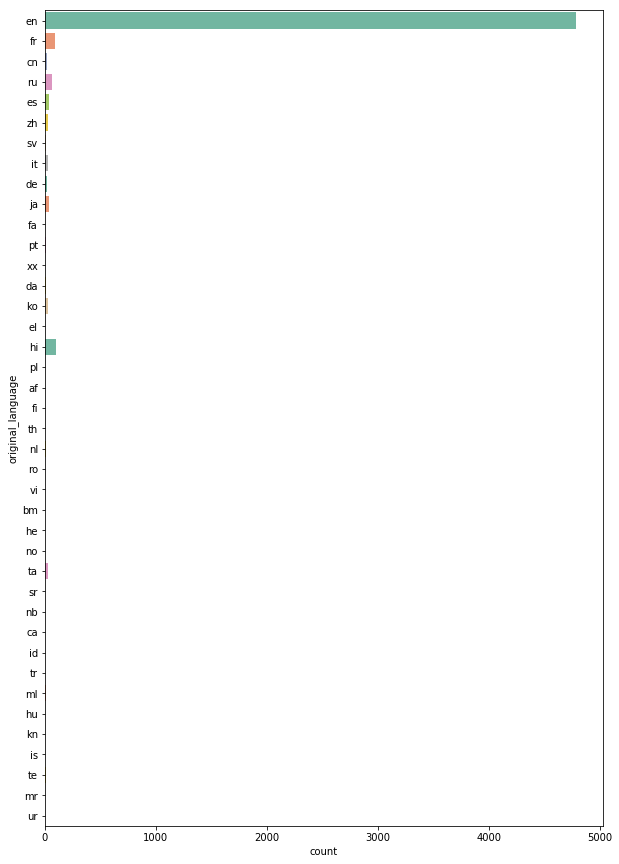 en
fr
cn
ru
es
zh
sv
it
de
ja
fa
pt
xx
da
ko
el
hi
pl
af
fi
th
nl
ro
vi
bm
he
no
ta
sr
nb
ca
id
tr
ml
hu
kn
is
te
mr
ur
original_language
0 1000 2000 3000 4000 5000
count